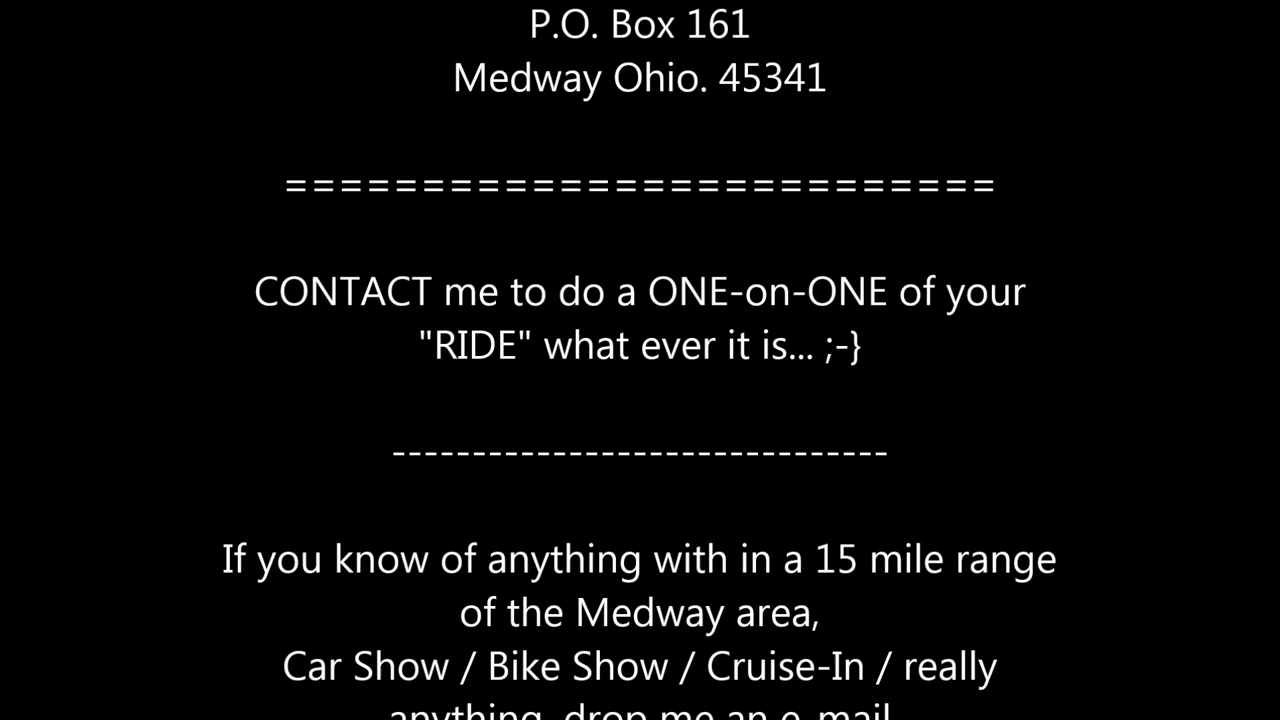 P.O. Box 161
Medway Ohio. 45341
==========================
CONTACT me to do a ONE-on-ONE of your
"RIDE" what ever it is... ;-}
-------------------------------
If you know of anything with in a 15 mile range
of the Medway area,
Car Show / Bike Show / Cruise-In / really
anything, drop me an e-mail